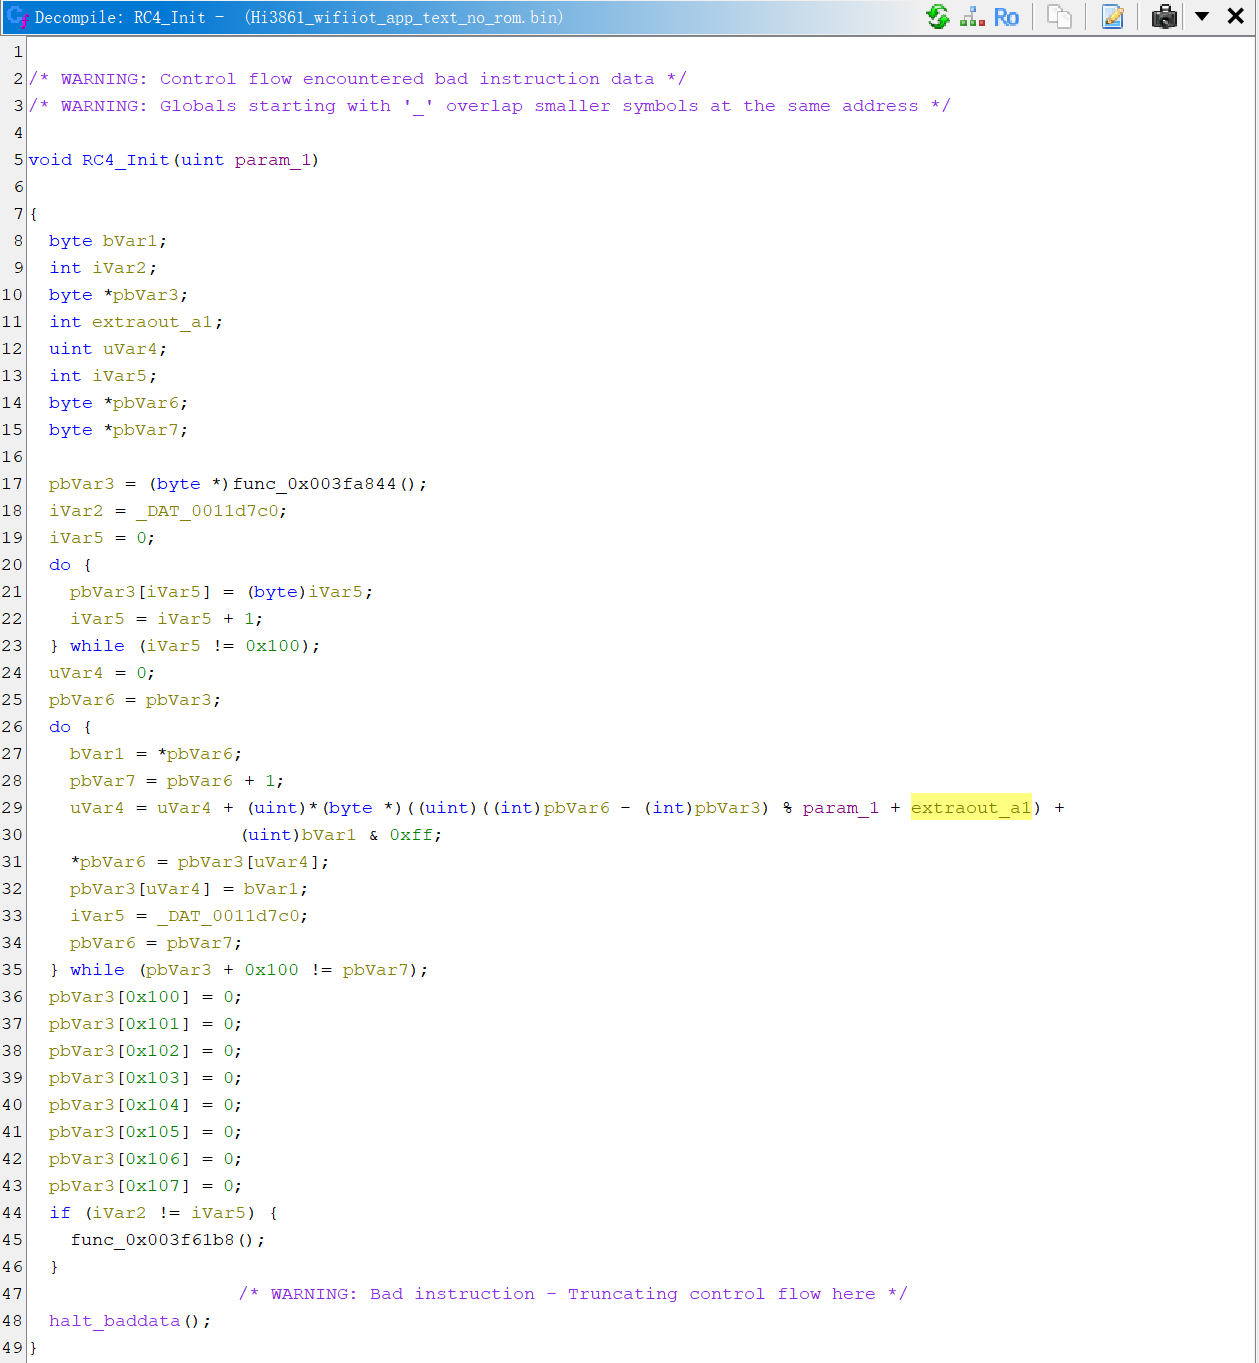 Decompile: RC4_Init - (Hi3861_wifiiot_app_text_no_rom.bin)
Ro
1
2 /* WARNING: Control flow encountered bad instruction data */
3 /* WARNING: Globals starting with '_' overlap smaller symbols at the same address */
4
5 void RC4_Init(uint param_1)
6
7 {
8 byte bVar1;
9 int iVar2;
10 byte *pbVar3;
11 int extraout_a1;
12 uint uVar4;
13 int iVar5;
14 byte *pbVar6;
15 byte *pbVar7;
16
17 pbVar3 = (byte *)func_0x003fa844();
18 iVar2 = _DAT_0011d7c0;
19 iVar5 = 0;
20 do {
21 pbVar3[iVar5] = (byte)iVar5;
22 iVar5 = iVar5 + 1;
23 } while (iVar5 != 0x100);
24 uVar4 = 0;
25 pbVar6 = pbVar3;
26 do {
27 bVar1 = *pbVar6;
28 pbVar7 = pbVar6 + 1;
29 uVar4 = uVar4 + (uint)*(byte *)((uint)((int)pbVar6 - (int)pbVar3) % param_1 + extraout_a1) +
30 (uint)bVar1 & 0xff;
31 *pbVar6 = pbVar3[uVar4];
32 pbVar3[uVar4] = bVar1;
33 iVar5 = _DAT_0011d7c0;
34 pbVar6 = pbVar7;
35 } while (pbVar3 + 0x100 != pbVar7);
36 pbVar3[0x100] = 0;
37 pbVar3[0x101] = 0;
38 pbVar3[0x102] = 0;
39 pbVar3[0x103] = 0;
40 pbVar3[0x104] = 0;
41 pbVar3[0x105] = 0;
42 pbVar3[0x106] = 0;
43 pbVar3[0x107] = 0;
44 if (iVar2 != iVar5) {
45 func_0x003f61b8();
46 }
47 /* WARNING: Bad instruction - Truncating control flow here */
48 halt_baddata();
49 }